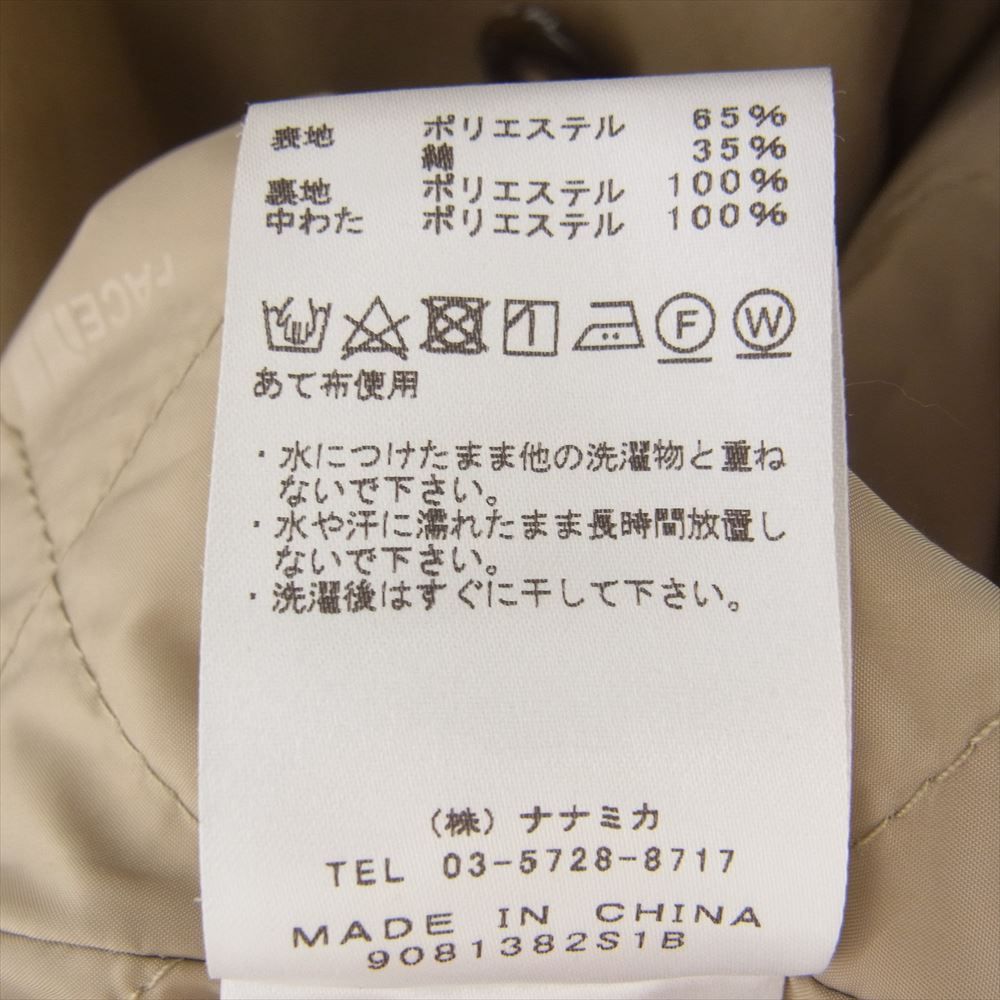 表地 ポリエステル 65%
綿 35%
裏地 ポリエステル 100%
中わた ポリエステル 100%
F W
あて布使用
・水につけたまま他の洗濯物と重ね
ないで下さい。
・水や汗に濡れたまま長時間放置し
ないで下さい。
・洗濯後はすぐに干して下さい。
(株) ナナミカ
TEL 03-5728-8717
MADE IN CHINA
9081382S1B